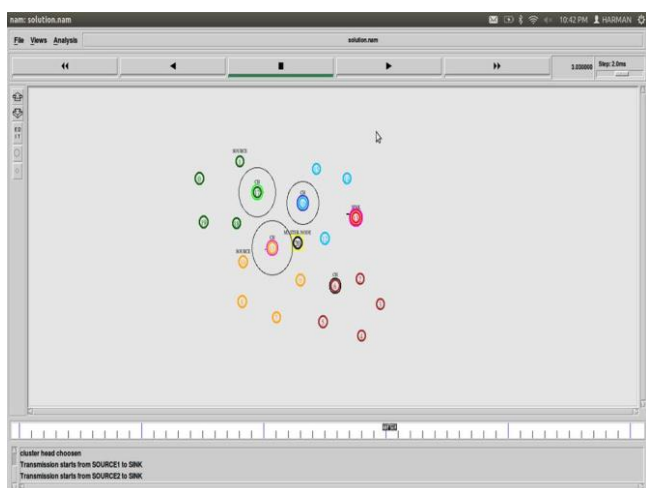 nam: solution.nam
10:42 PM HARMAN
File Views Analysis
solution.nam
3.038000 Step: 2.0ms
SOURCE
CH
CH
CH
MASTER NODE
SOURCE
CH
cluster head choosen
Transmission starts from SOURCE1 to SINK
Transmission starts from SOURCE2 to SINK